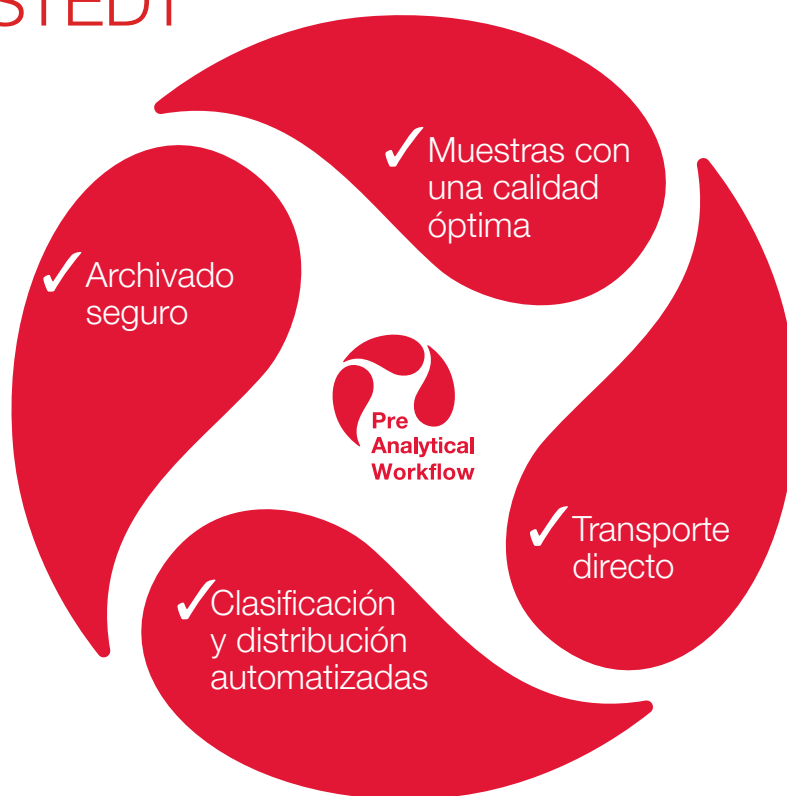 STEDT
✓ Muestras con
una calidad
óptima
✓ Archivado
seguro
Pre
Analytical
Workflow
✓ Transporte
directo
✓ Clasificación
y distribución
automatizadas